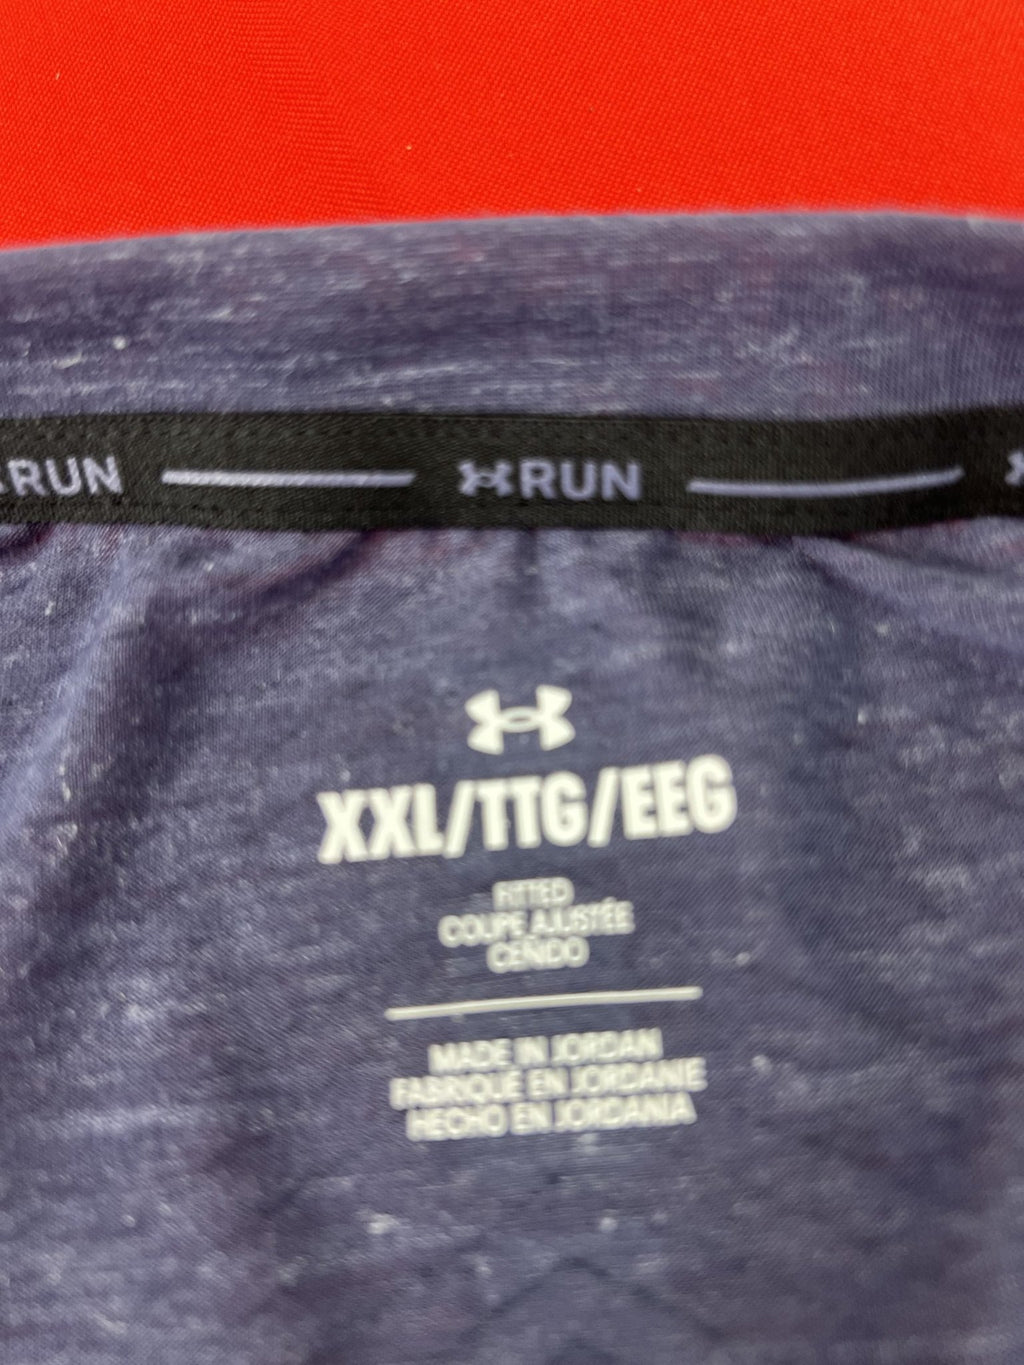 RUN RUN
XXL/TTG/EEG
FITTED
COUPE AJUSTÉE
CEÑIDO
MADE IN JORDAN
FABRIQUÉ EN JORDANIE
HECHO EN JORDANIA